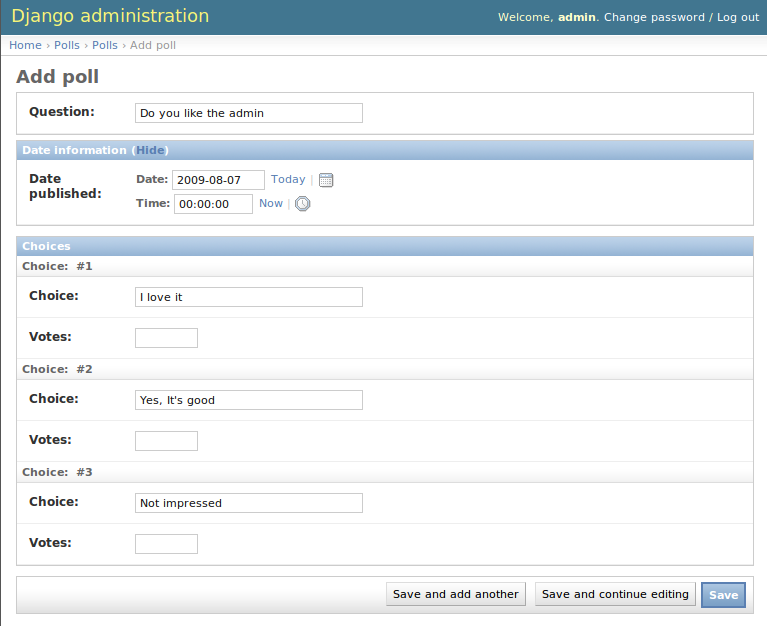 Django administration
Welcome, admin. Change password / Log out
Home › Polls › Polls › Add poll
Add poll
Question: Do you like the admin
Date information (Hide)
Date published:
Date: 2009-08-07 Today |
Time: 00:00:00 Now |
Choices
Choice: #1
Choice: I love it
Votes:
Choice: #2
Choice: Yes, It's good
Votes:
Choice: #3
Choice: Not impressed
Votes:
Save and add another Save and continue editing Save